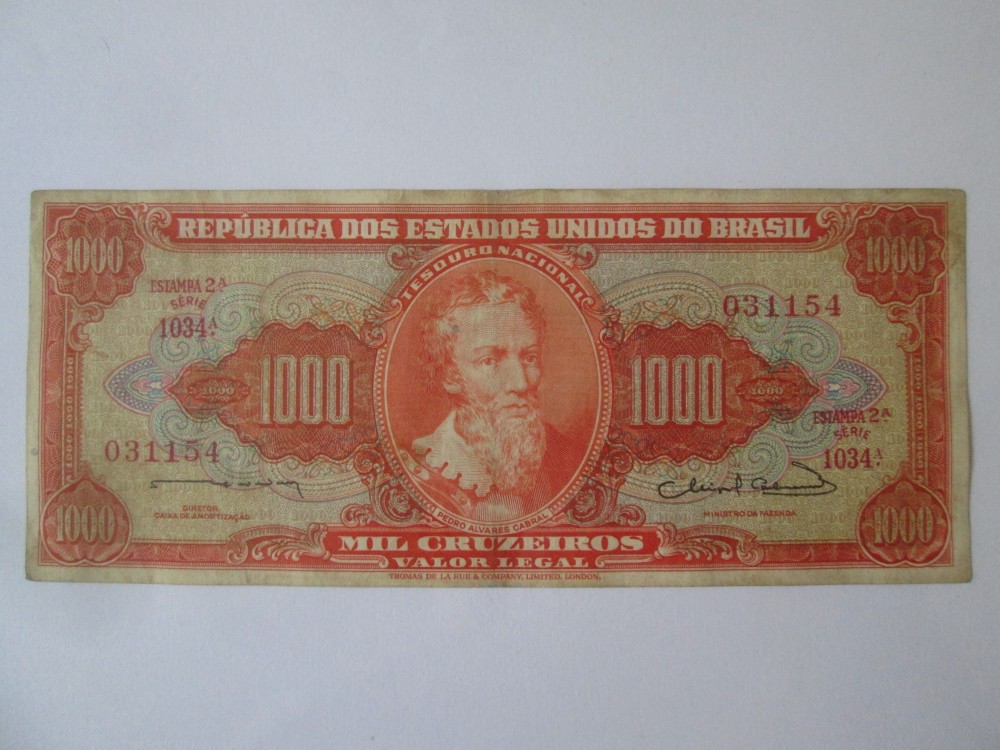 REPÚBLICA DOS ESTADOS UNIDOS DO BRASIL
TESOURO NACIONAL
1000
1000
ESTAMPA 2ª
SÉRIE
1034ª
031154
1000
1000
1000
1000
031154
ESTAMPA 2ª
SÉRIE
1034ª
DIRETOR
CAIXA DE AMORTIZAÇÃO
PEDRO ALVARES CABRAL
MINISTRO DA FAZENDA
1000
1000
MIL CRUZEIROS
VALOR LEGAL
THOMAS DE LA RUE & COMPANY, LIMITED, LONDON.